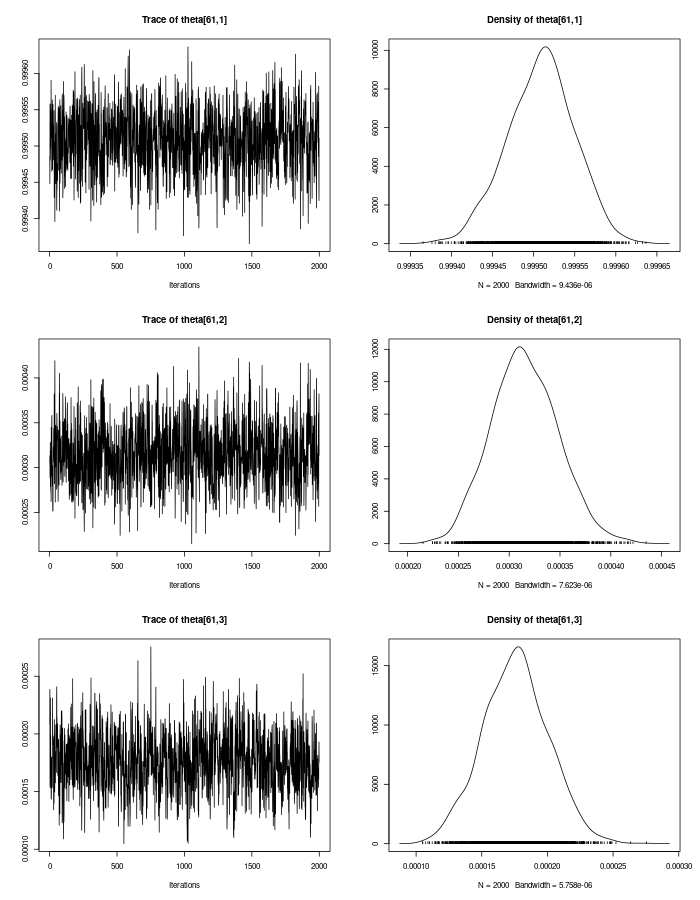 Trace of theta[61,1]
0.99940 0.99945 0.99950 0.99955 0.99960
0 500 1000 1500 2000
Iterations
Density of theta[61,1]
0 2000 4000 6000 8000 10000
0.99935 0.99940 0.99945 0.99950 0.99955 0.99960 0.99965
N = 2000 Bandwidth = 9.436e-06
Trace of theta[61,2]
0.00025 0.00030 0.00035 0.00040
0 500 1000 1500 2000
Iterations
Density of theta[61,2]
0 2000 4000 6000 8000 10000 12000
0.00020 0.00025 0.00030 0.00035 0.00040 0.00045
N = 2000 Bandwidth = 7.623e-06
Trace of theta[61,3]
0.00010 0.00015 0.00020 0.00025
0 500 1000 1500 2000
Iterations
Density of theta[61,3]
0 5000 10000 15000
0.00010 0.00015 0.00020 0.00025 0.00030
N = 2000 Bandwidth = 5.758e-06